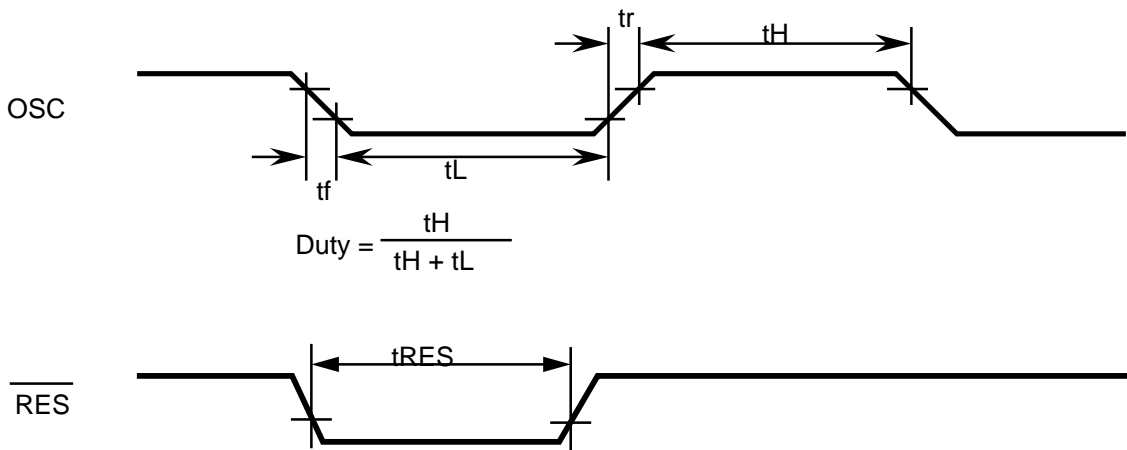 tr
tH
OSC
tL
tf
Duty = tH / tH + tL
tRES
RES